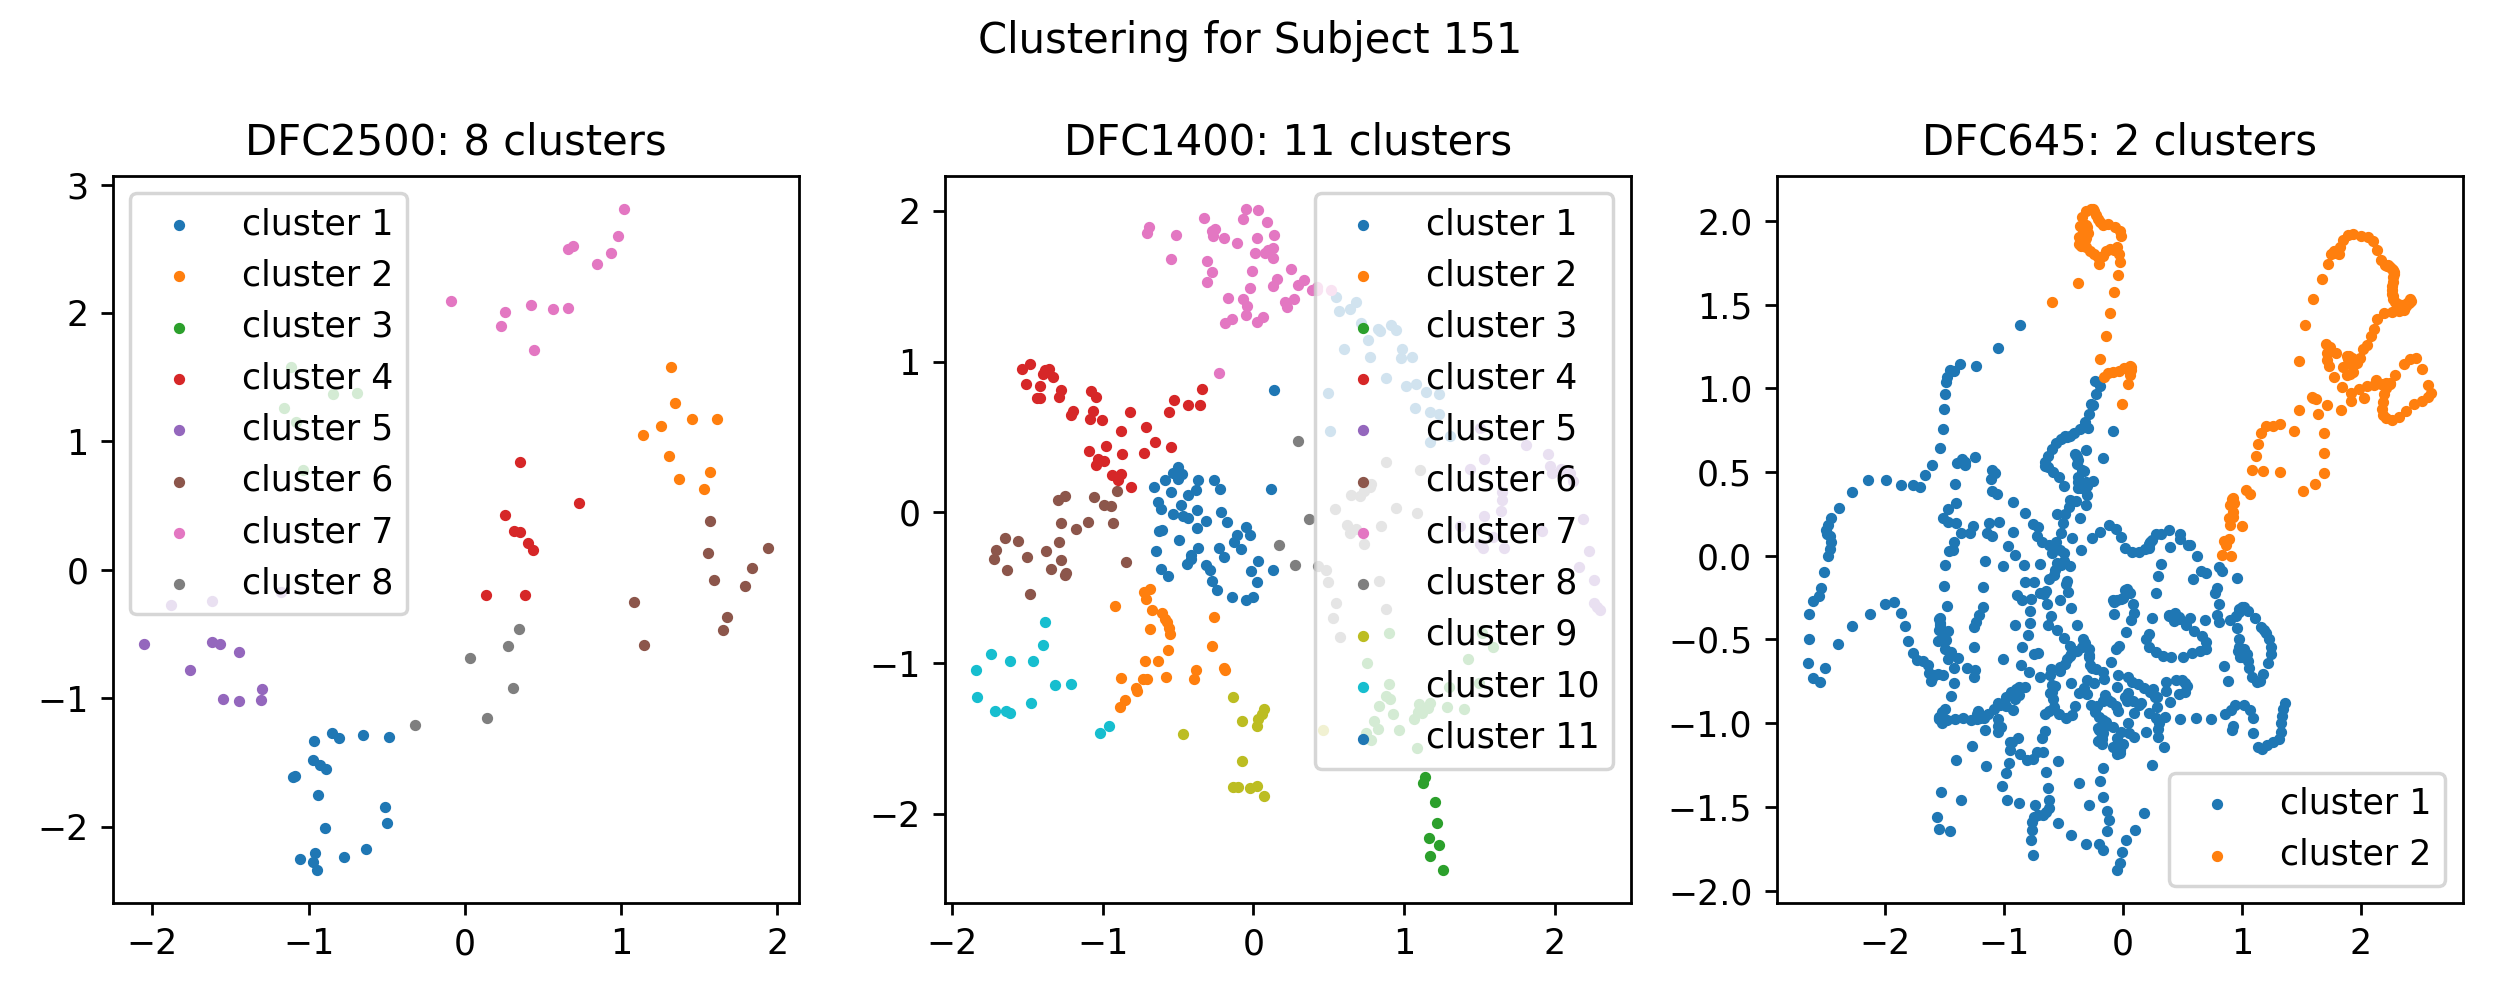 Clustering for Subject 151
DFC2500: 8 clusters
3
2
1
0
−1
−2
−2
−1
0
1
2
cluster 1
cluster 2
cluster 3
cluster 4
cluster 5
cluster 6
cluster 7
cluster 8
DFC1400: 11 clusters
2
1
0
−1
−2
−2
−1
0
1
2
cluster 1
cluster 2
cluster 3
cluster 4
cluster 5
cluster 6
cluster 7
cluster 8
cluster 9
cluster 10
cluster 11
DFC645: 2 clusters
2.0
1.5
1.0
0.5
0.0
−0.5
−1.0
−1.5
−2.0
−2
−1
0
1
2
cluster 1
cluster 2